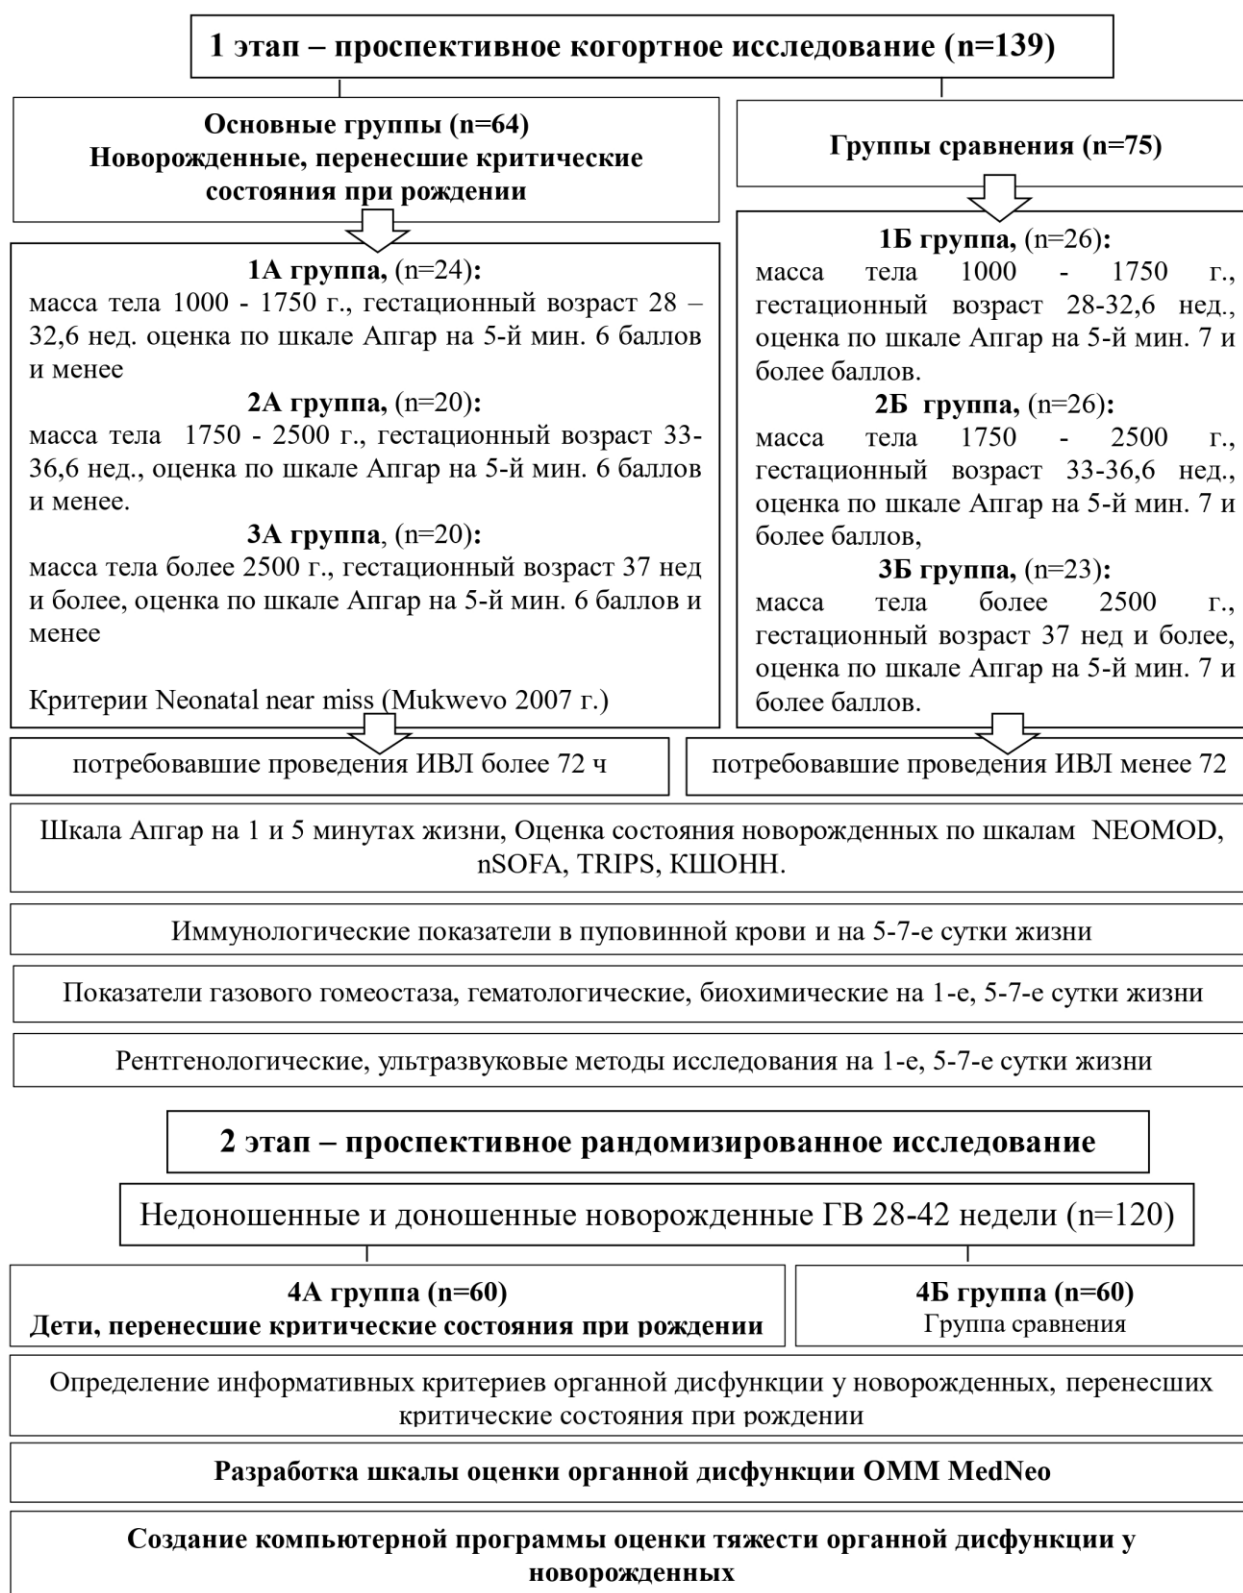 1 этап – проспективное когортное исследование (n=139)
Основные группы (n=64)
Новорожденные, перенесшие критические
состояния при рождении
Группы сравнения (n=75)
1А группа, (n=24):
масса тела 1000 - 1750 г., гестационный возраст 28 –
32,6 нед. оценка по шкале Апгар на 5-й мин. 6 баллов
и менее
2А группа, (n=20):
масса тела 1750 - 2500 г., гестационный возраст 33-
36,6 нед., оценка по шкале Апгар на 5-й мин. 6 баллов
и менее.
3А группа, (n=20):
масса тела более 2500 г., гестационный возраст 37 нед
и более, оценка по шкале Апгар на 5-й мин. 6 баллов и
менее
Критерии Neonatal near miss (Mukwevo 2007 г.)
1Б группа, (n=26):
масса тела 1000 - 1750 г.,
гестационный возраст 28-32,6 нед.,
оценка по шкале Апгар на 5-й мин. 7 и
более баллов.
2Б группа, (n=26):
масса тела 1750 - 2500 г.,
гестационный возраст 33-36,6 нед.,
оценка по шкале Апгар на 5-й мин. 7 и
более баллов,
3Б группа, (n=23):
масса тела более 2500 г.,
гестационный возраст 37 нед и более,
оценка по шкале Апгар на 5-й мин. 7 и
более баллов.
потребовавшие проведения ИВЛ более 72 ч
потребовавшие проведения ИВЛ менее 72
Шкала Апгар на 1 и 5 минутах жизни, Оценка состояния новорожденных по шкалам NEOMOD,
nSOFA, TRIPS, КШОНН.
Иммунологические показатели в пуповинной крови и на 5-7-е сутки жизни
Показатели газового гомеостаза, гематологические, биохимические на 1-е, 5-7-е сутки жизни
Рентгенологические, ультразвуковые методы исследования на 1-е, 5-7-е сутки жизни
2 этап – проспективное рандомизированное исследование
Недоношенные и доношенные новорожденные ГВ 28-42 недели (n=120)
4А группа (n=60)
Дети, перенесшие критические состояния при рождении
4Б группа (n=60)
Группа сравнения
Определение информативных критериев органной дисфункции у новорожденных, перенесших
критические состояния при рождении
Разработка шкалы оценки органной дисфункции ОММ MedNeo
Создание компьютерной программы оценки тяжести органной дисфункции у
новорожденных